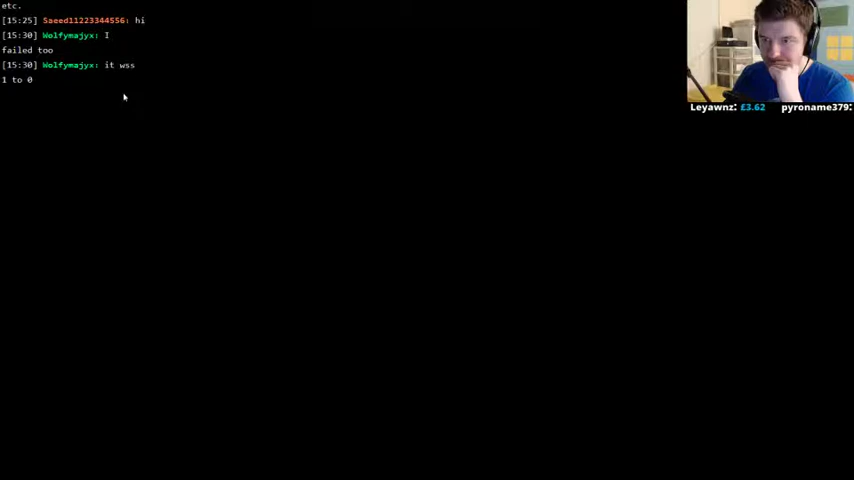 etc.
[15:25] Saeed11223344556: hi
[15:30] Wolfymajyx: I
failed too
[15:30] Wolfymajyx: it wss
1 to 0
Leyawnz: £3.62 pyroname379: